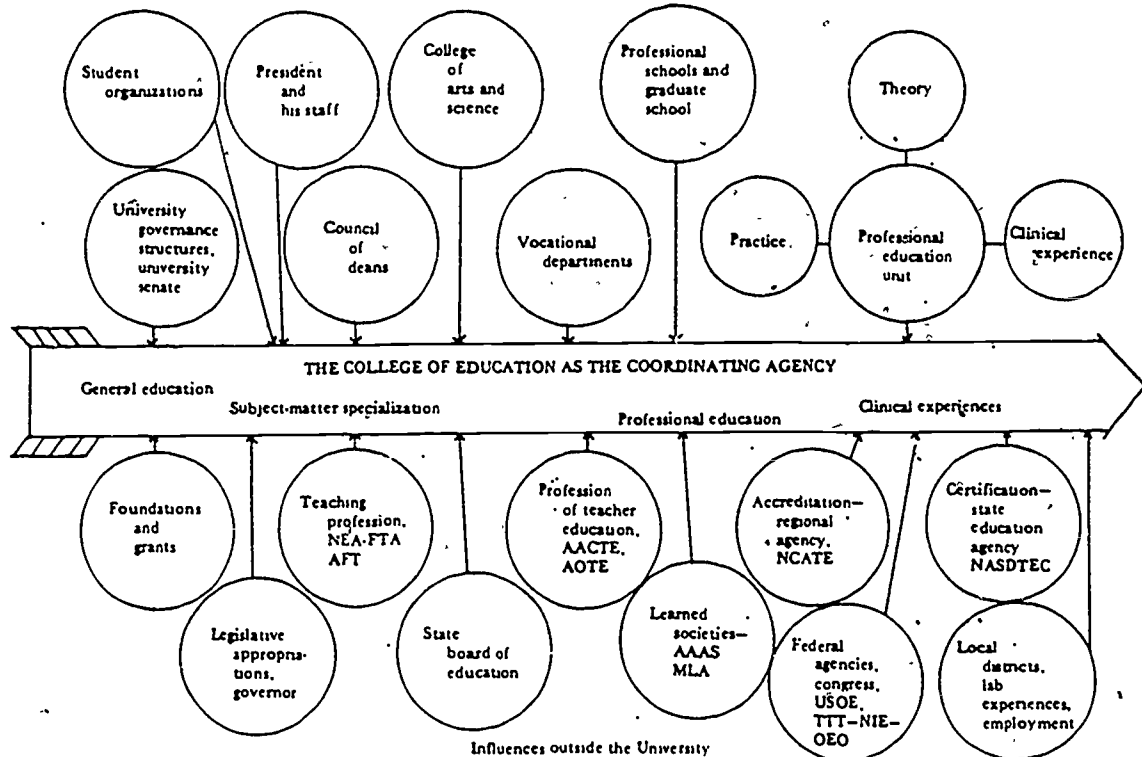 Student
organizations
President
and
his staff
College
of
arts and
science
Professional
schools and
graduate
school
Theory
University
governance
structures,
university
senate
Council
of
deans
Vocational
departments
Practice
Professional
education
unit
Clinical
experience
THE COLLEGE OF EDUCATION AS THE COORDINATING AGENCY
General education
Subject-matter specialization
Professional education
Clinical experiences
Foundations
and
grants
Teaching
profession,
NEA-FTA
AFT
Profession
of teacher
education,
AACTE,
AOTE
Accreditation—
regional
agency,
NCATE
Certification—
state
education
agency
NASDTEC
Legislative
appropria-
tions,
governor
State
board of
education
Learned
societies—
AAAS
MLA
Federal
agencies,
congress,
USOE,
TTT—NIE—
OEO
Local
districts,
lab
experiences,
employment
Influences outside the University